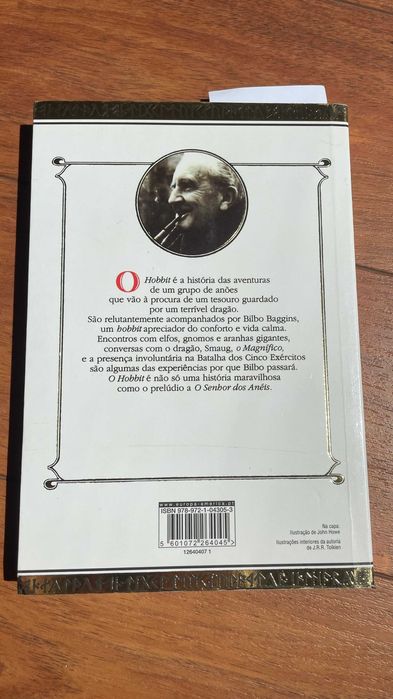 O Hobbit é a história das aventuras
de um grupo de anões
que vão à procura de um tesouro guardado
por um terrível dragão.
São relutantemente acompanhados por Bilbo Baggins,
um hobbit apreciador do conforto e vida calma.
Encontros com elfos, gnomos e aranhas gigantes,
conversas com o dragão, Smaug, o Magnífico,
e a presença involuntária na Batalha dos Cinco Exércitos
são algumas das experiências por que Bilbo passará.
O Hobbit é não só uma história maravilhosa
como o prelúdio a O Senhor dos Anéis.
www.europa-america.pt
ISBN 978-972-1-04305-3
5 601072 264045
12640407 1
Na capa:
Ilustração de John Howe
Ilustrações interiores da autoria
de J.R.R. Tolkien